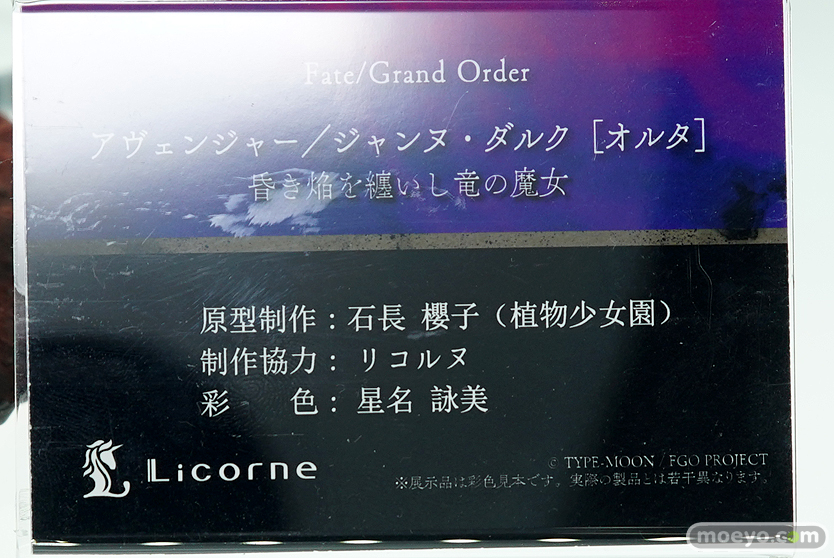 Fate/Grand Order
アヴェンジャー／ジャンヌ・ダルク［オルタ］
昏き焔を纏いし竜の魔女
原型制作：石長 櫻子（植物少女園）
制作協力：リコルヌ
彩　　色：星名 詠美
Licorne
© TYPE-MOON / FGO PROJECT
※展示品は彩色見本です。実際の製品とは若干異なります。
moeyo.com